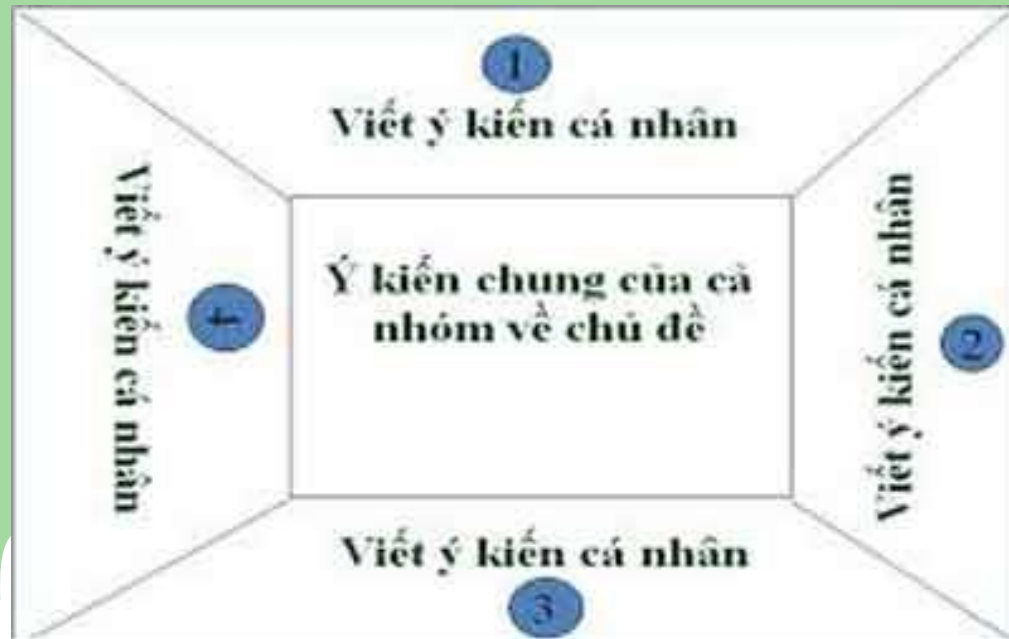 1
Viết ý kiến cá nhân
Viết ý kiến cá nhân
4
Ý kiến chung của cả
nhóm về chủ đề
Viết ý kiến cá nhân
2
Viết ý kiến cá nhân
3